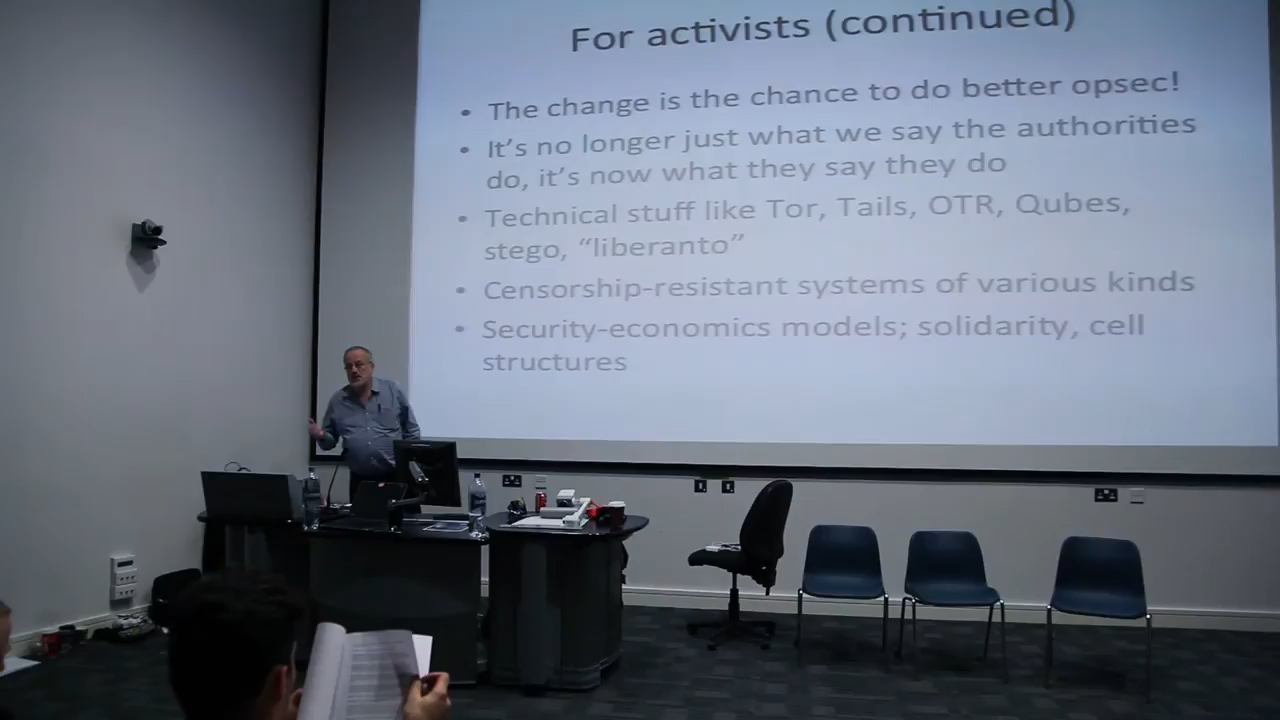 For activists (continued)
• The change is the chance to do better opsec!
• It’s no longer just what we say the authorities
do, it’s now what they say they do
• Technical stuff like Tor, Tails, OTR, Qubes,
stego, “liberanto”
• Censorship-resistant systems of various kinds
• Security-economics models; solidarity, cell
structures